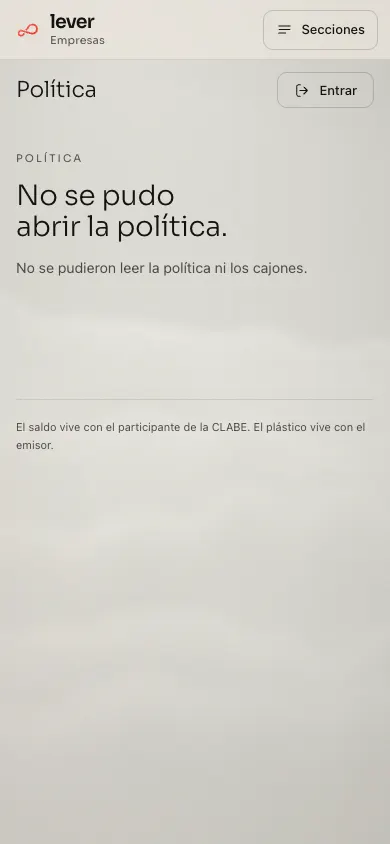 lever
Empresas
Secciones
Política
Entrar
POLÍTICA
No se pudo
abrir la política.
No se pudieron leer la política ni los cajones.
El saldo vive con el participante de la CLABE. El plástico vive con el
emisor.